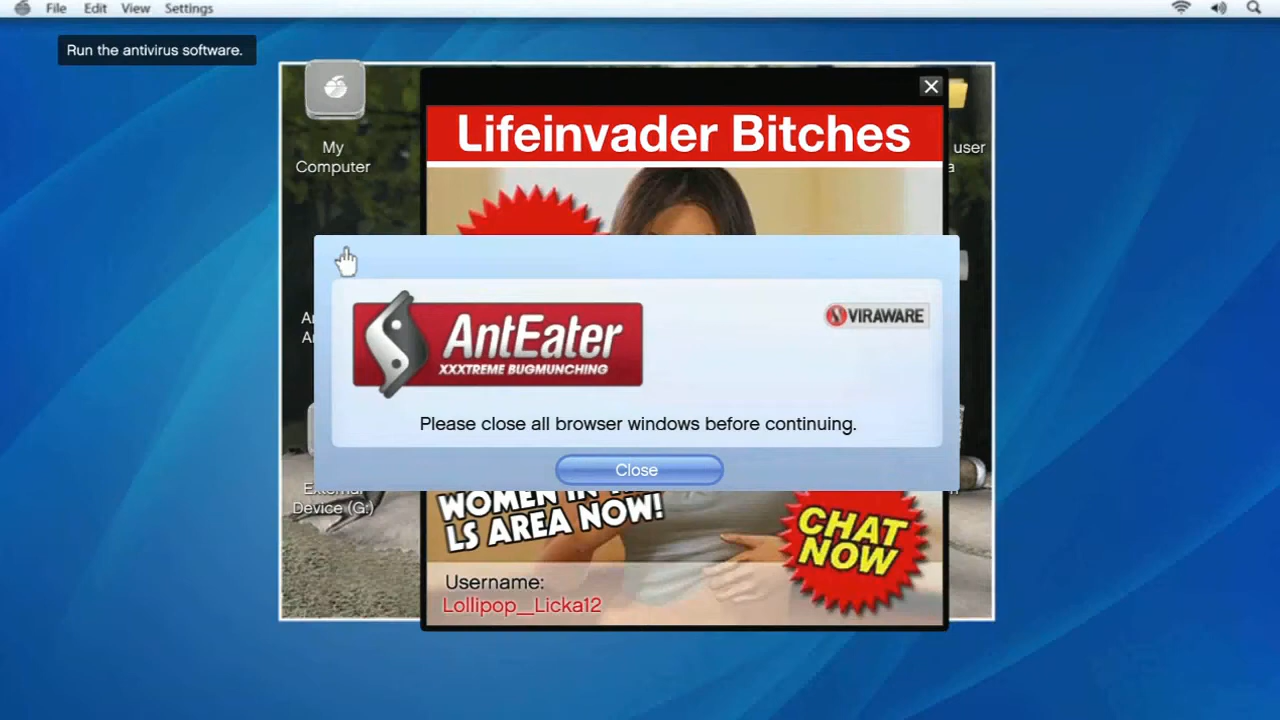 File Edit View Settings
Run the antivirus software.
My
Computer
user
Lifeinvader Bitches
AntEater
XXXTREME BUGMUNCHING
VIRAWARE
Please close all browser windows before continuing.
Close
Device (G:)
WOMEN IN
LS AREA NOW!
CHAT
NOW
Username:
Lollipop__Licka12